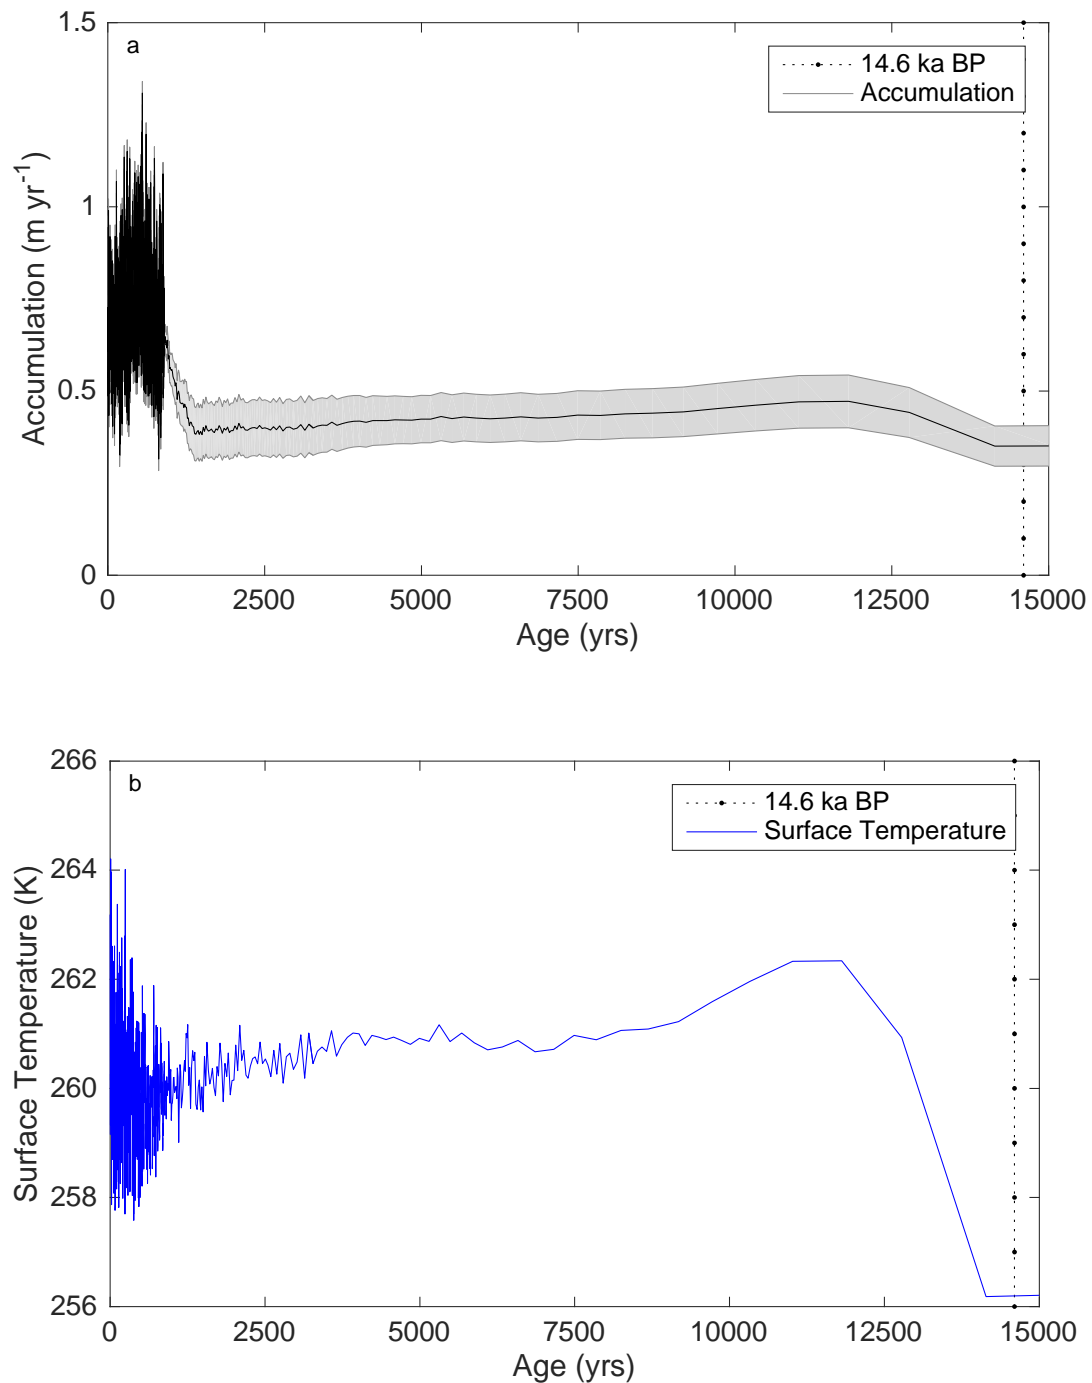 a
14.6 ka BP
Accumulation
1.5
1
0.5
0
Accumulation (m yr-1)
0 2500 5000 7500 10000 12500 15000
Age (yrs)
b
14.6 ka BP
Surface Temperature
266
264
262
260
258
256
Surface Temperature (K)
0 2500 5000 7500 10000 12500 15000
Age (yrs)